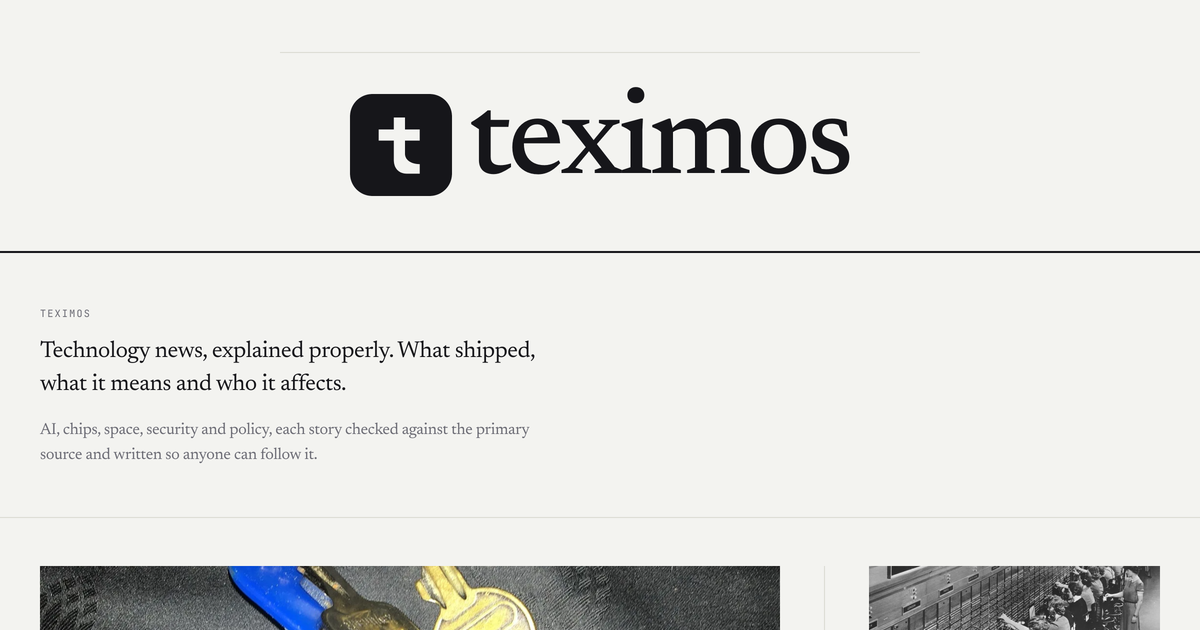 t teximos
TEXIMOS
Technology news, explained properly. What shipped,
what it means and who it affects.
AI, chips, space, security and policy, each story checked against the primary
source and written so anyone can follow it.